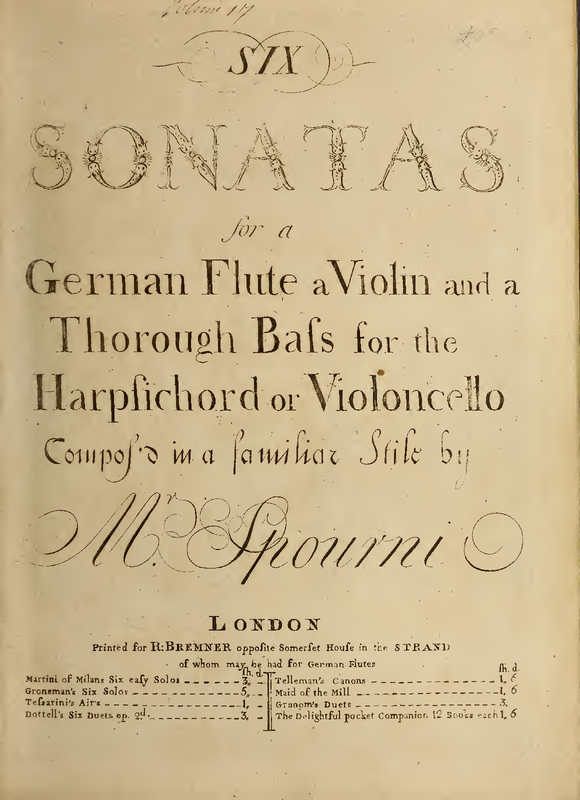 Volume 17
SIX
SONATAS
for a
German Flute a Violin and a
Thorough Baſs for the
Harpſichord or Violoncello
Compoſ'd in a familiar Stile by
Mr. Spourni
LONDON
Printed for R: BREMNER oppoſite Somerſet Houſe in the STRAND
of whom may be had for German Flutes
ſh. d.
Martini of Milans Six eaſy Solos 3, -
Groneman's Six Solos 5, -
Teſsarini's Air's 1, -
Dottell's Six Duets op. 2d. 3, -
ſh. d.
Telleman's Canons 1, 6
Maid of the Mill 1, 6
Granom's Duets 3,
The Delightful pocket Companion. 12 Books each 1, 6